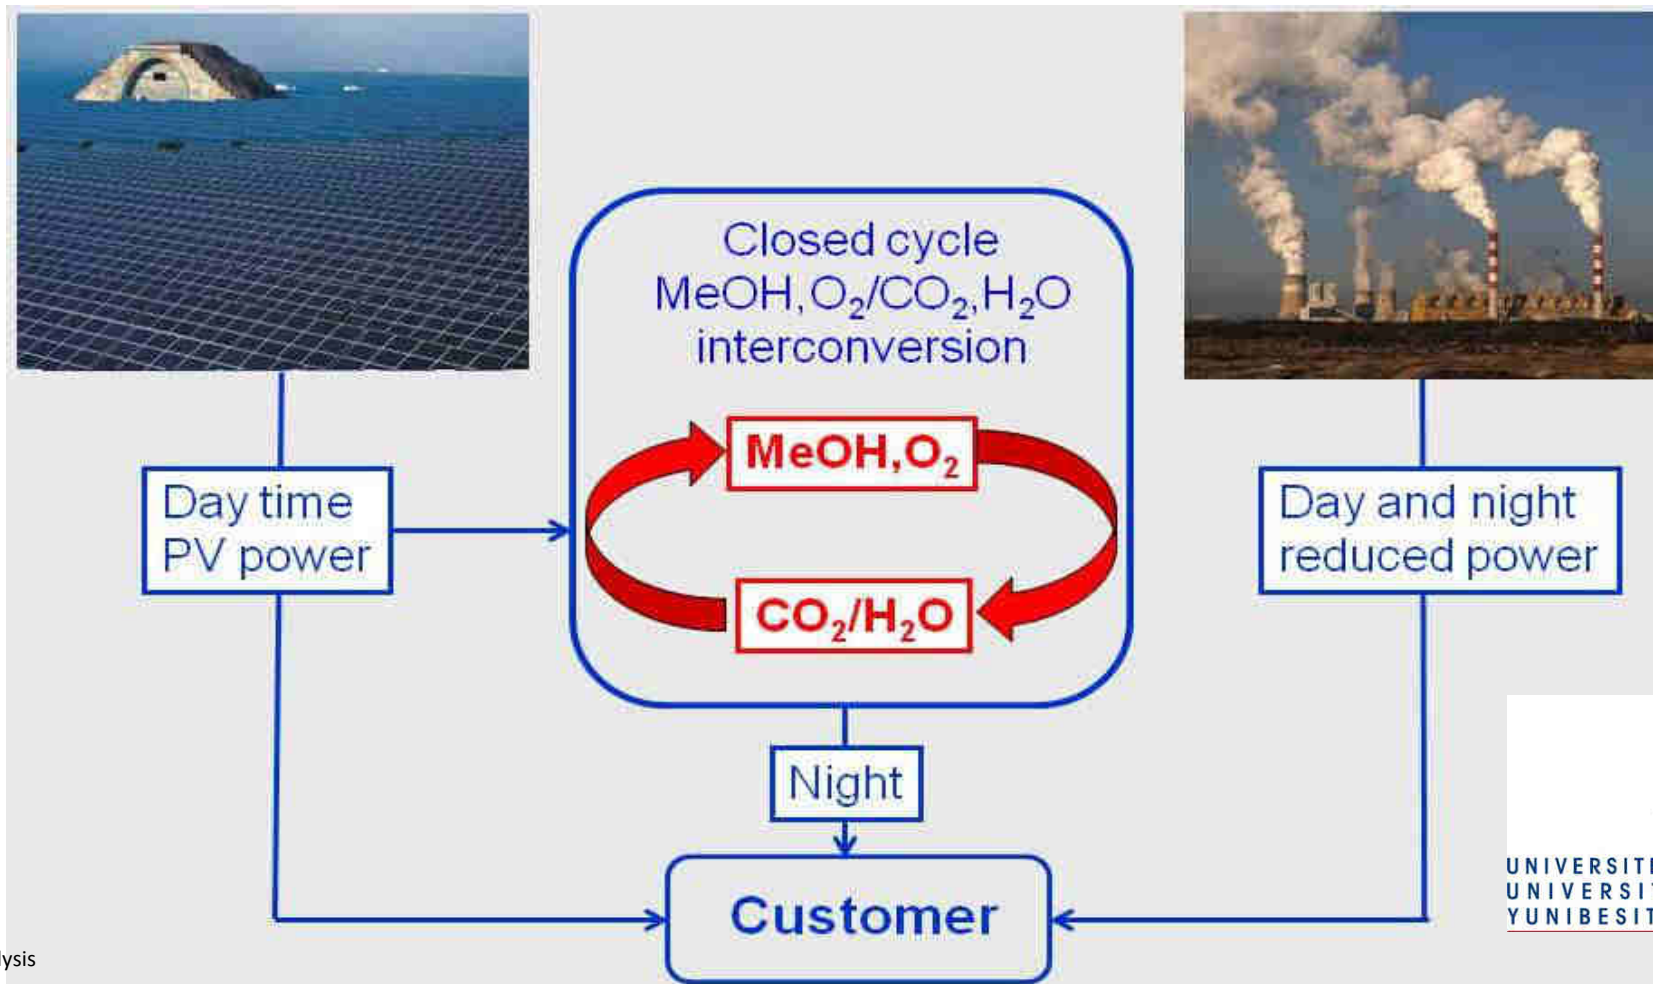 Closed cycle
MeOH,O₂/CO₂,H₂O
interconversion
MeOH,O₂
CO₂/H₂O
Day time
PV power
Day and night
reduced power
Night
Customer